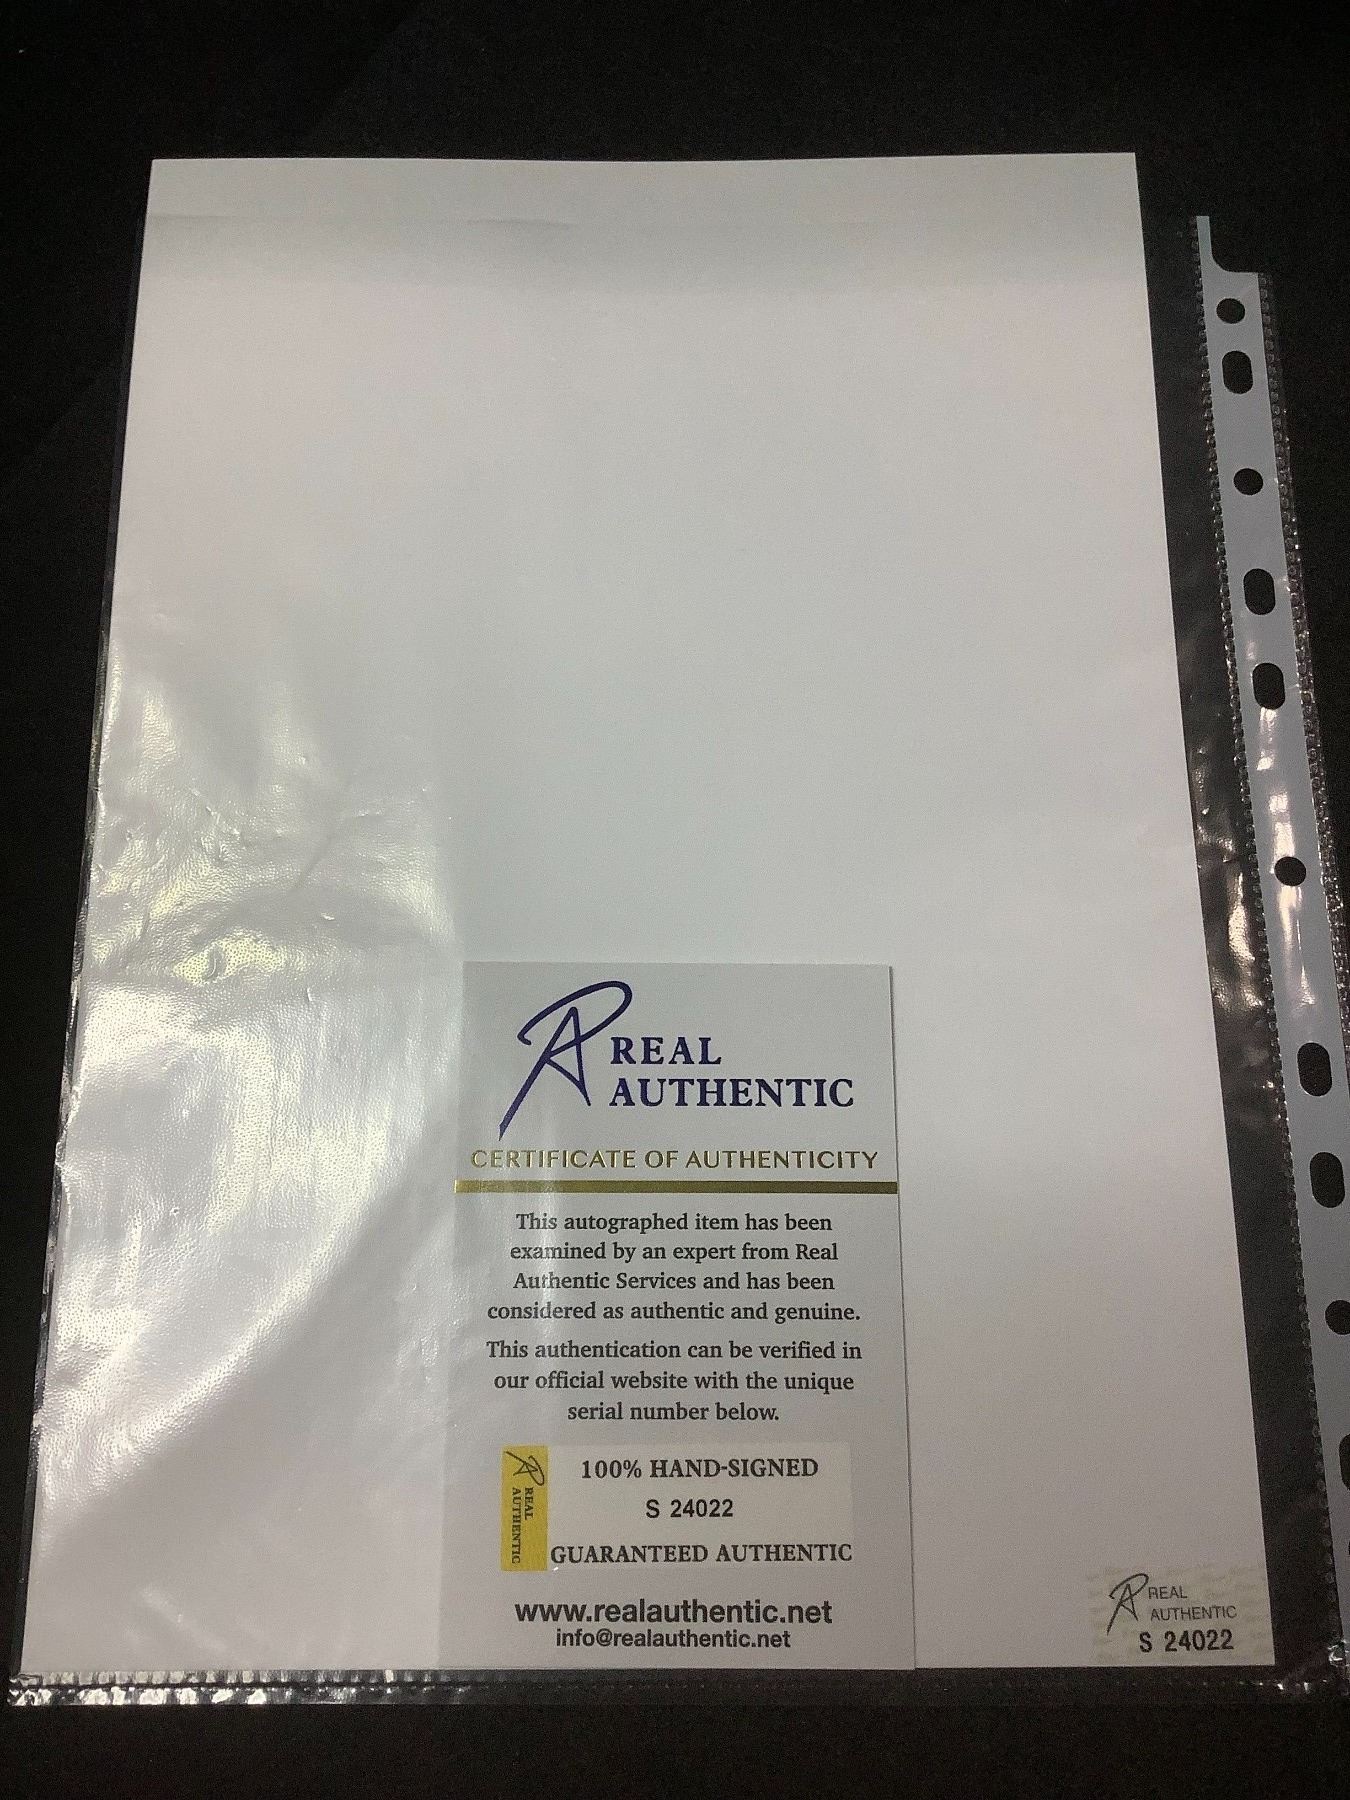 REAL
AUTHENTIC
CERTIFICATE OF AUTHENTICITY
This autographed item has been
examined by an expert from Real
Authentic Services and has been
considered as authentic and genuine.
This authentication can be verified in
our official website with the unique
serial number below.
REAL
AUTHENTIC
100% HAND-SIGNED
S 24022
GUARANTEED AUTHENTIC
www.realauthentic.net
info@realauthentic.net
REAL
AUTHENTIC
S 24022